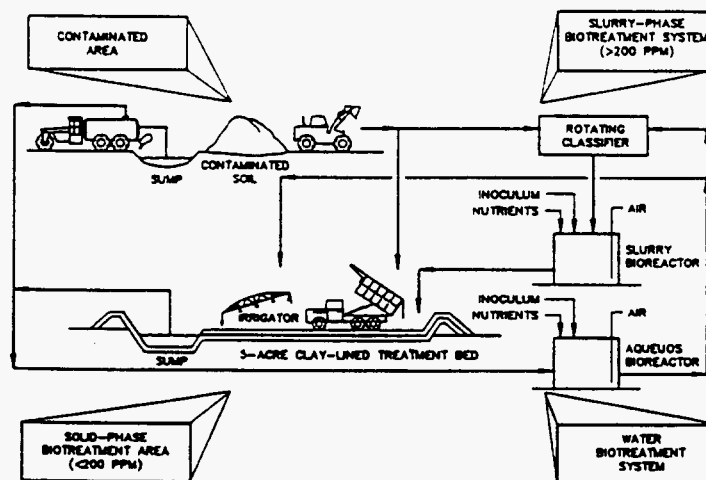 CONTAMINATED
AREA
SLURRY-PHASE
BIOTREATMENT SYSTEM
(>200 PPM)
ROTATING
CLASSIFIER
SUMP
CONTAMINATED
SOIL
INOCULUM
NUTRIENTS
AIR
SLURRY
BIOREACTOR
IRRIGATOR
INOCULUM
NUTRIENTS
AIR
AQUEUOS
BIOREACTOR
SUMP
5-ACRE CLAY-LINED TREATMENT BED
SOLID-PHASE
BIOTREATMENT AREA
(<200 PPM)
WATER
BIOTREATMENT
SYSTEM